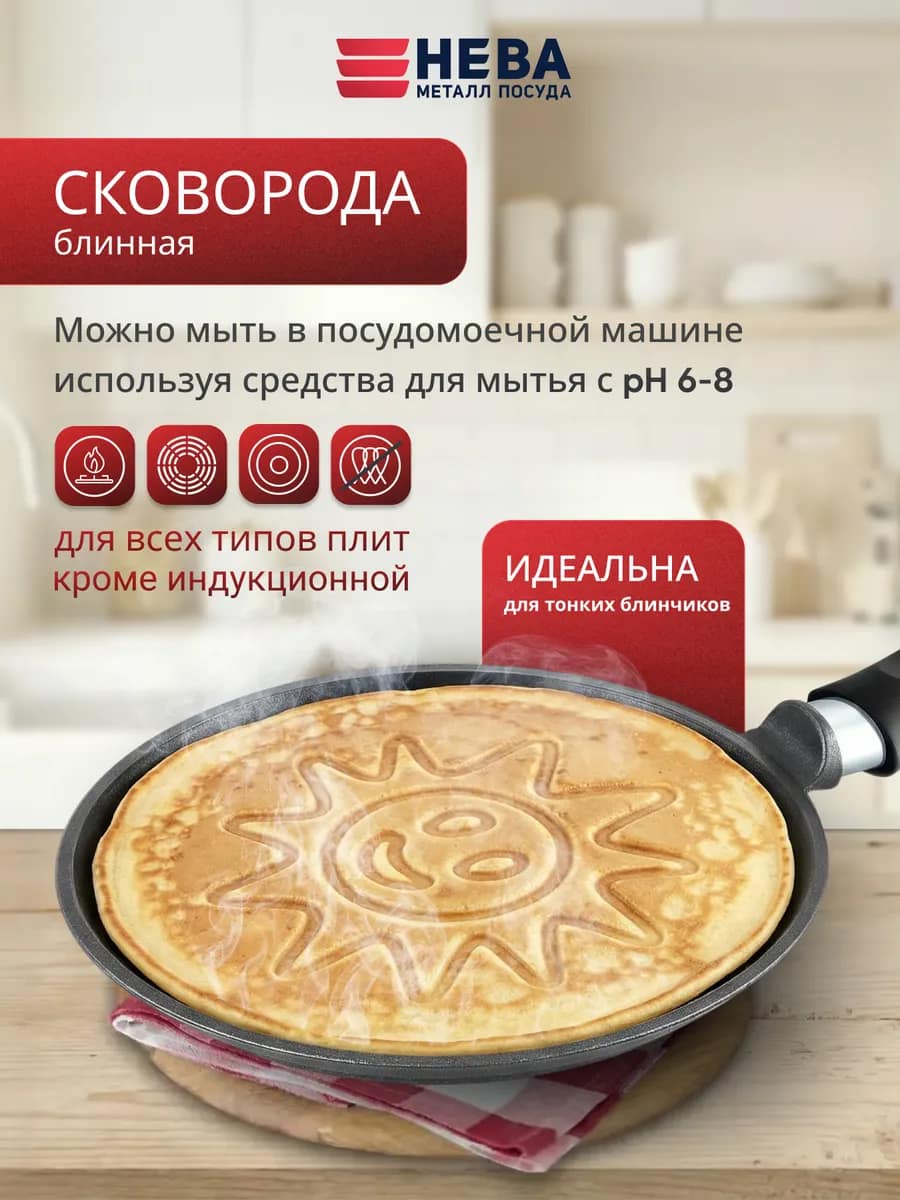 НЕВА
МЕТАЛЛ ПОСУДА
СКОВОРОДА
блинная
Можно мыть в посудомоечной машине
используя средства для мытья с pH 6-8
для всех типов плит
кроме индукционной
ИДЕАЛЬНА
для тонких блинчиков